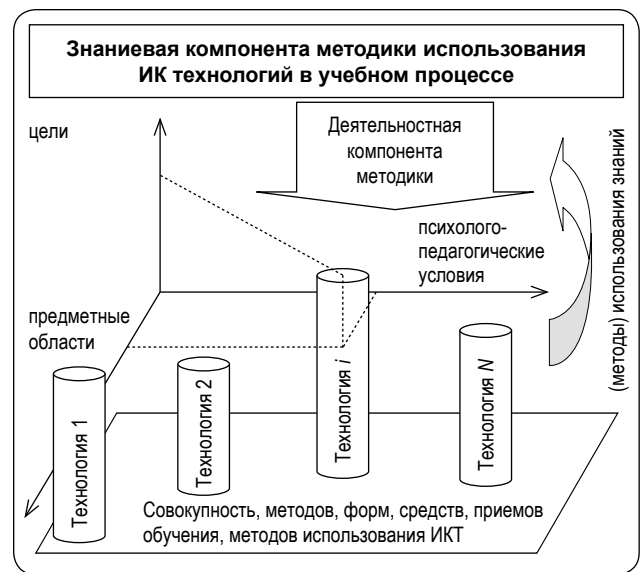 Знаниевая компонента методики использования
ИК технологий в учебном процессе
цели
Деятельностная
компонента
методики
(методы) использования знаний
психолого-
педагогические
условия
предметные
области
Технология 1
Технология 2
Технология i
Технология N
Совокупность, методов, форм, средств, приемов
обучения, методов использования ИКТ